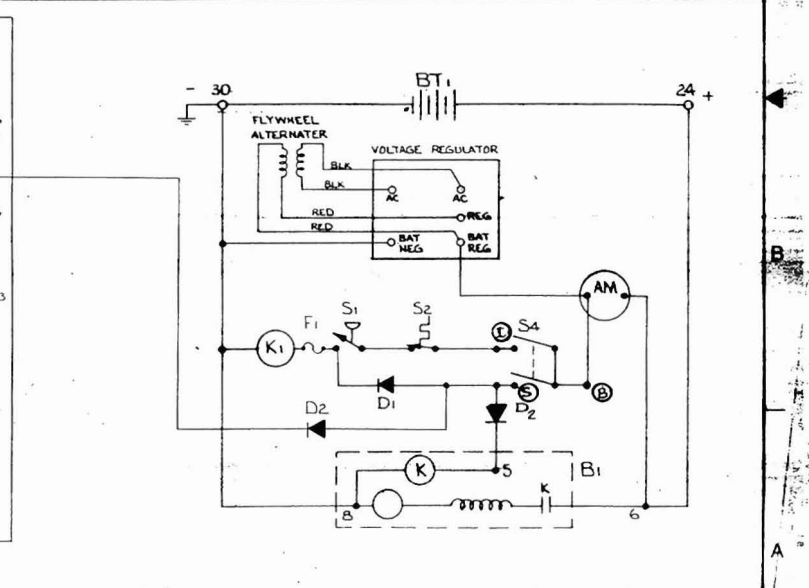 BT1
- 30
24 +
FLYWHEEL
ALTERNATER
VOLTAGE REGULATOR
BLK
BLK
AC
AC
RED
REG
RED
BAT
NEG
BAT
REG
B
AM
3
S1
S2
I
S4
F1
K1
D1
S
B
D2
D2
K
5
B1
K
8
6
A